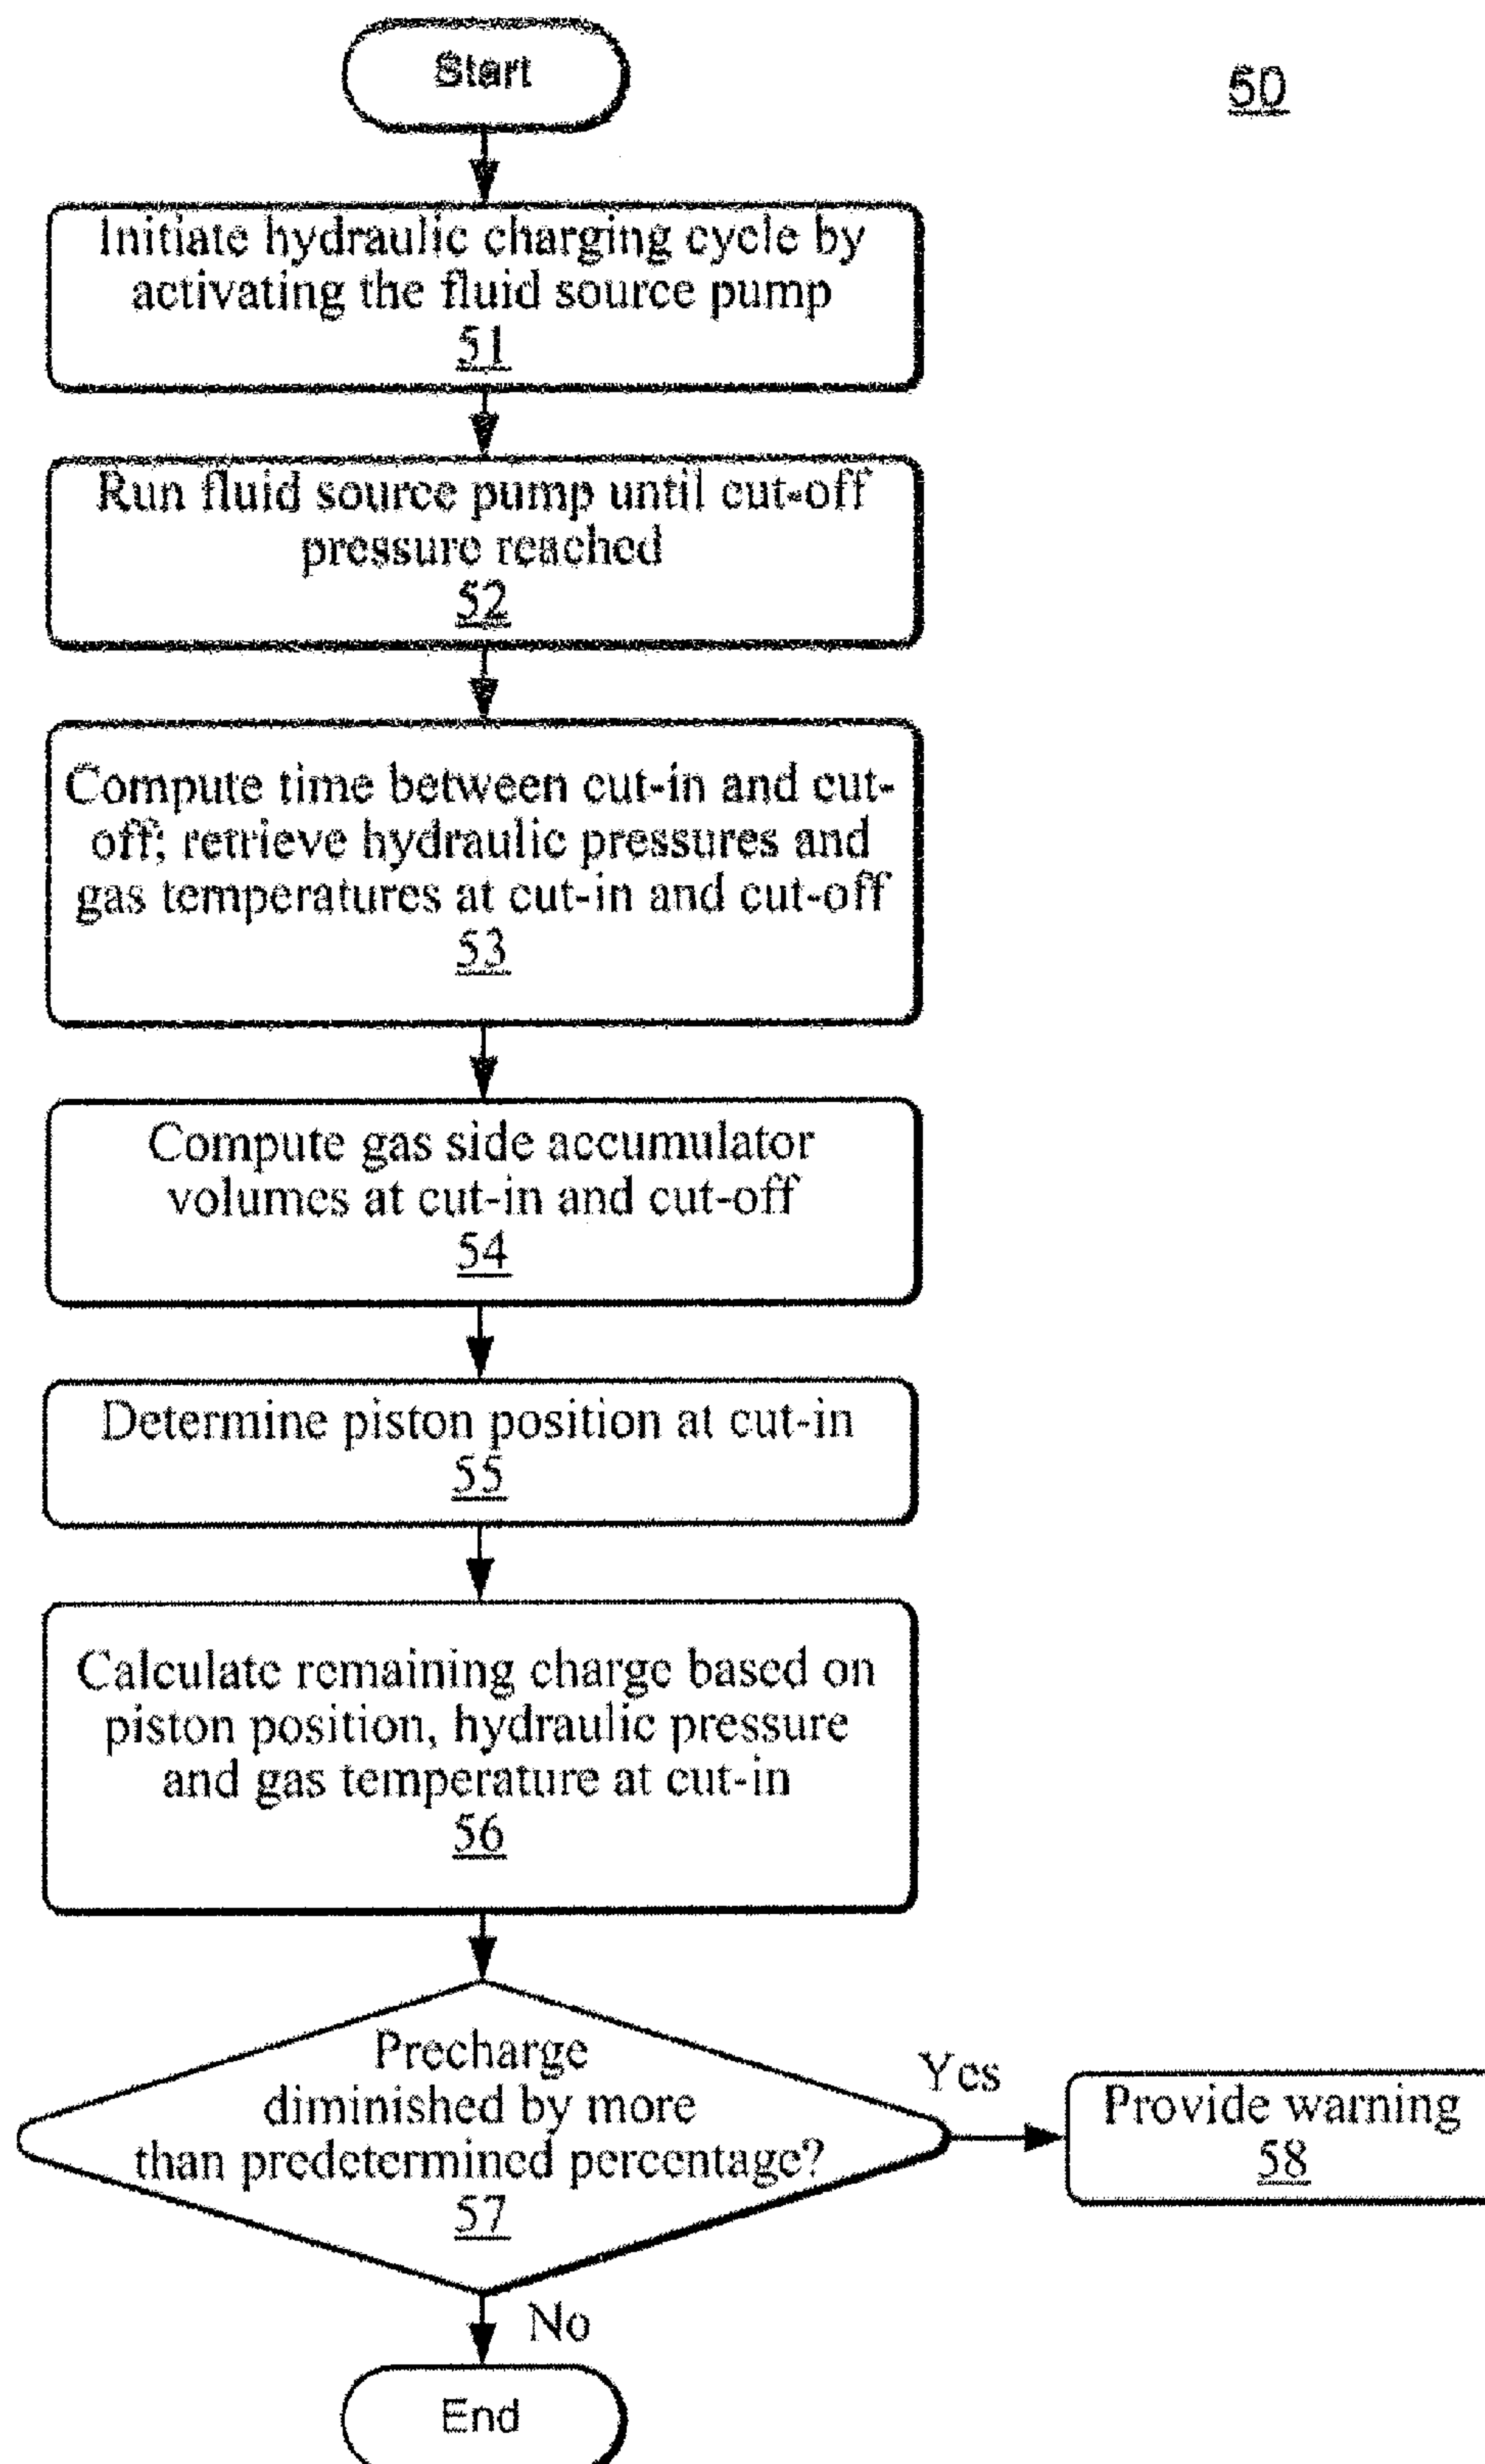 Start
50
Initiate hydraulic charging cycle by
activating the fluid source pump
51
Run fluid source pump until cut-off
pressure reached
52
Compute time between cut-in and cut-
off; retrieve hydraulic pressures and
gas temperatures at cut-in and cut-off
53
Compute gas side accumulator
volumes at cut-in and cut-off
54
Determine piston position at cut-in
55
Calculate remaining charge based on
piston position, hydraulic pressure
and gas temperature at cut-in
56
Precharge
diminished by more
than predetermined percentage?
57
Yes
Provide warning
58
No
End